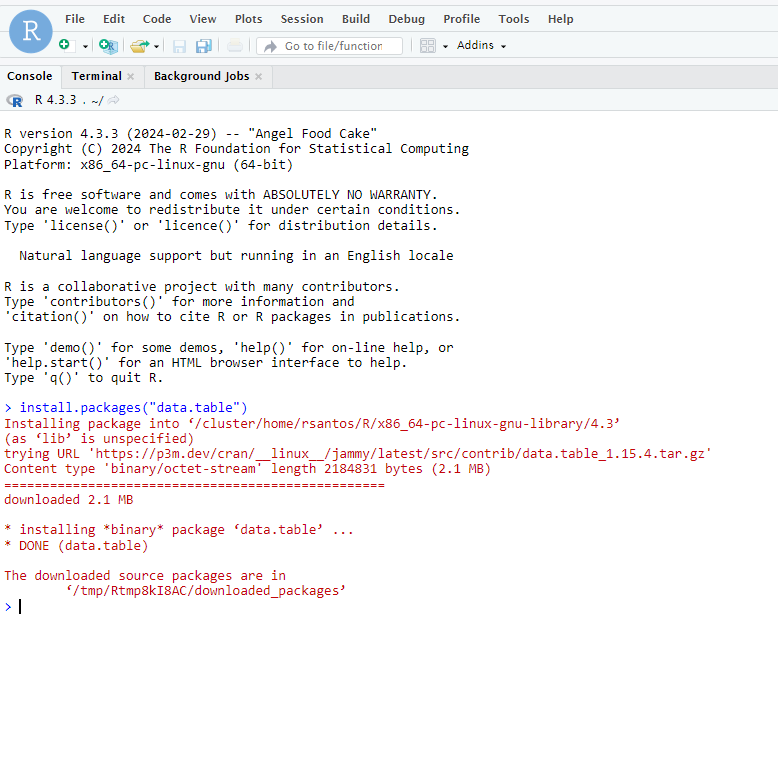 File Edit Code View Plots Session Build Debug Profile Tools Help
R
Go to file/function Addins
Console Terminal Background Jobs
R 4.3.3 . ~/
R version 4.3.3 (2024-02-29) -- "Angel Food Cake"
Copyright (C) 2024 The R Foundation for Statistical Computing
Platform: x86_64-pc-linux-gnu (64-bit)
R is free software and comes with ABSOLUTELY NO WARRANTY.
You are welcome to redistribute it under certain conditions.
Type 'license()' or 'licence()' for distribution details.
Natural language support but running in an English locale
R is a collaborative project with many contributors.
Type 'contributors()' for more information and
'citation()' on how to cite R or R packages in publications.
Type 'demo()' for some demos, 'help()' for on-line help, or
'help.start()' for an HTML browser interface to help.
Type 'q()' to quit R.
> install.packages("data.table")
Installing package into ‘/cluster/home/rsantos/R/x86_64-pc-linux-gnu-library/4.3’
(as ‘lib’ is unspecified)
trying URL 'https://p3m.dev/cran/__linux__/jammy/latest/src/contrib/data.table_1.15.4.tar.gz'
Content type 'binary/octet-stream' length 2184831 bytes (2.1 MB)
==================================================
downloaded 2.1 MB
* installing *binary* package ‘data.table’ ...
* DONE (data.table)
The downloaded source packages are in
‘/tmp/Rtmp8kI8AC/downloaded_packages’
>